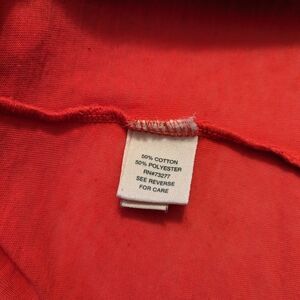 50% COTTON
50% POLYESTER
RN#73277
SEE REVERSE
FOR CARE